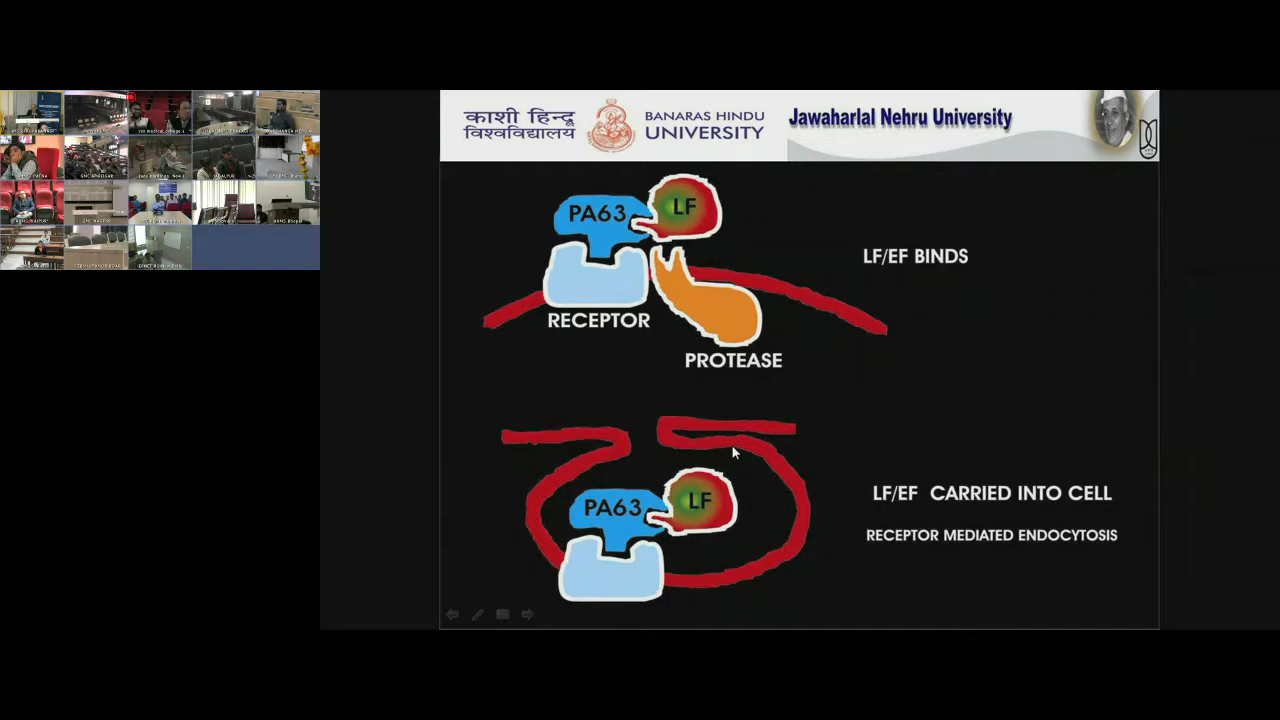 काशी हिन्दू
विश्वविद्यालय
BANARAS HINDU
UNIVERSITY
Jawaharlal Nehru University
PA63
LF
LF/EF BINDS
RECEPTOR
PROTEASE
PA63
LF
LF/EF CARRIED INTO CELL
RECEPTOR MEDIATED ENDOCYTOSIS